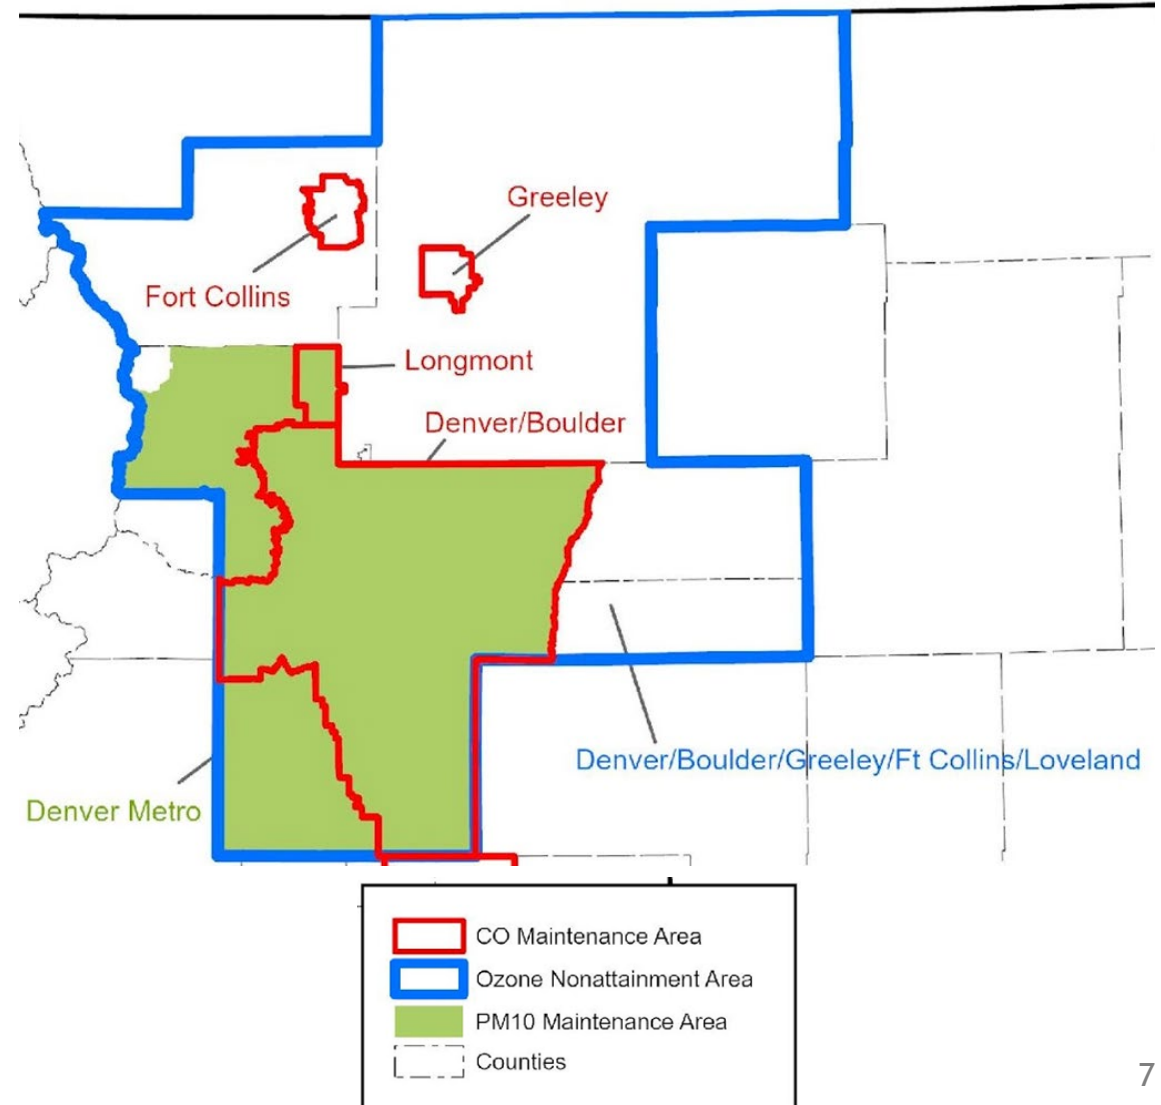 Greeley
Fort Collins
Longmont
Denver/Boulder
Denver/Boulder/Greeley/Ft Collins/Loveland
Denver Metro
CO Maintenance Area
Ozone Nonattainment Area
PM10 Maintenance Area
Counties
7